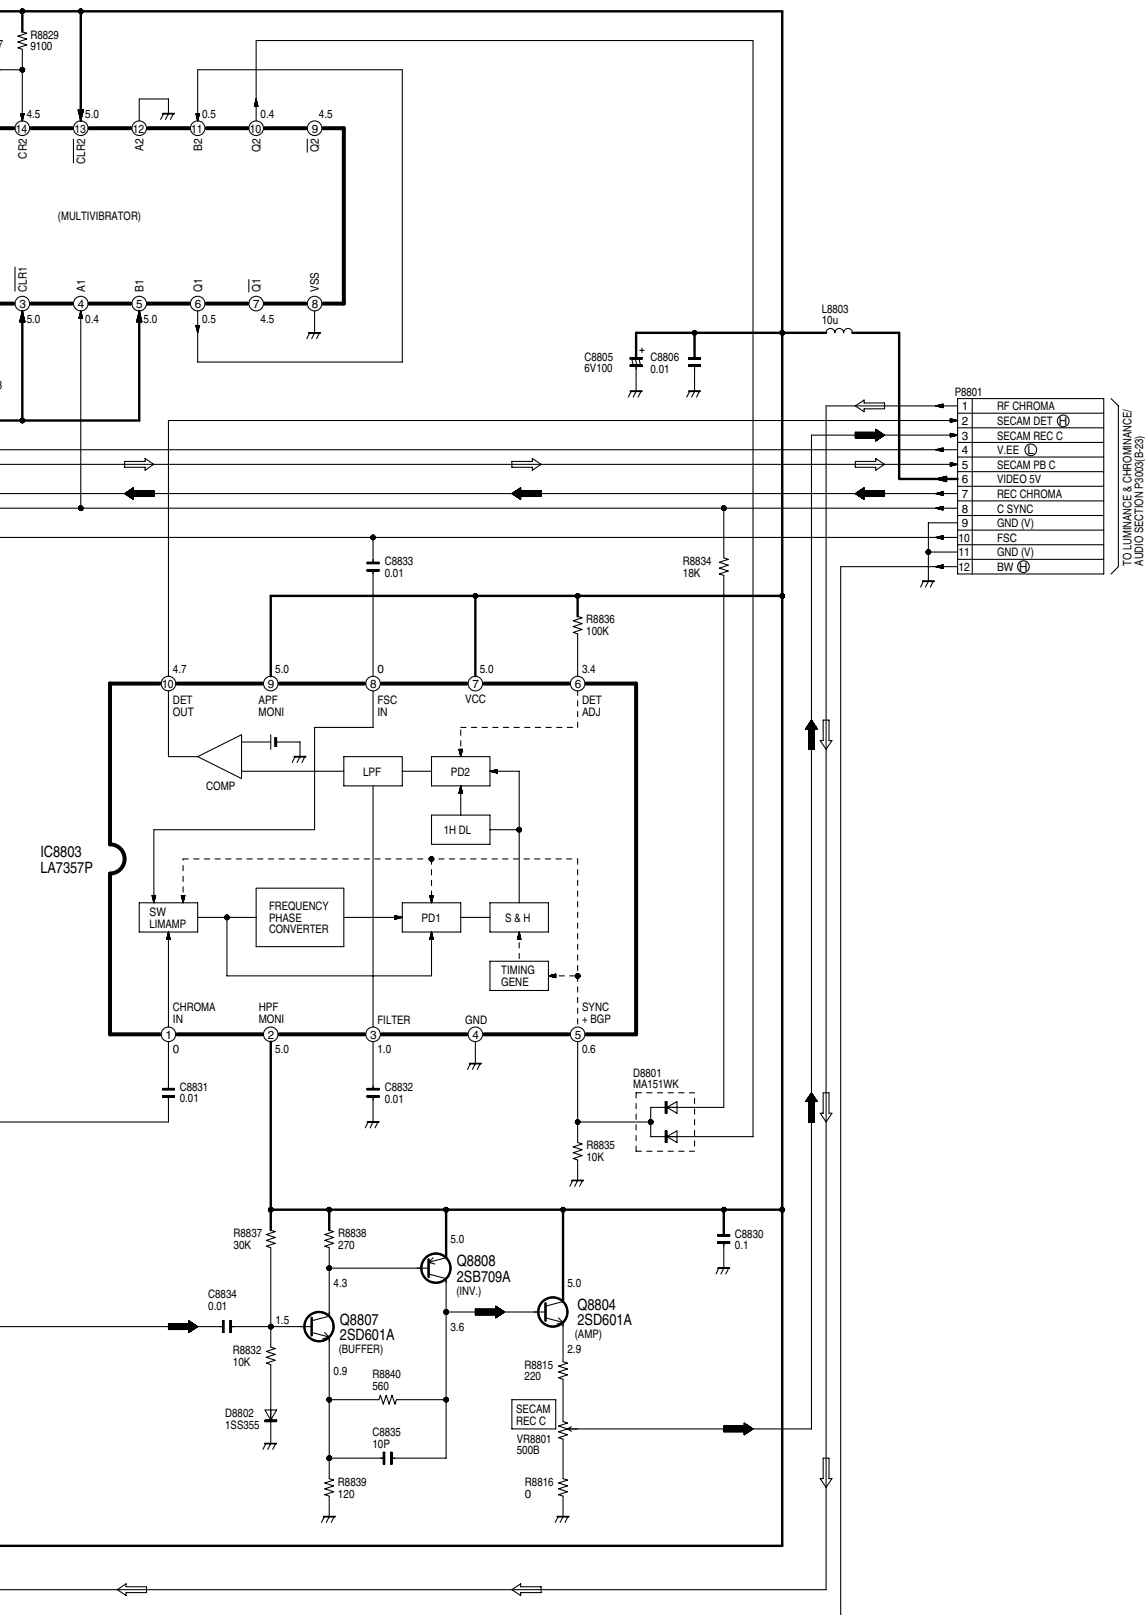 7
R8829
9100
4.5
5.0
0.5
0.4
4.5
14
13
12
11
10
9
CR2
CLR2
A2
B2
Q2
Q2
(MULTIVIBRATOR)
CLR1
A1
B1
Q1
Q1
VSS
3
4
5
6
7
8
5.0
0.4
5.0
0.5
4.5
L8803
10u
C8805
6V100
+
C8806
0.01
P8801
1 RF CHROMA
2 SECAM DET H
3 SECAM REC C
4 V.EE L
5 SECAM PB C
6 VIDEO 5V
7 REC CHROMA
8 C SYNC
9 GND (V)
10 FSC
11 GND (V)
12 BW H
TO LUMINANCE & CHROMINANCE/
AUDIO SECTION P3003(B-23)
C8833
0.01
R8834
18K
R8836
100K
4.7
5.0
0
5.0
3.4
10
9
8
7
6
DET
OUT
APF
MONI
FSC
IN
VCC
DET
ADJ
COMP
LPF
PD2
1H DL
IC8803
LA7357P
SW
LIMAMP
FREQUENCY
PHASE
CONVERTER
PD1
S & H
TIMING
GENE
CHROMA
IN
HPF
MONI
FILTER
GND
SYNC
+ BGP
1
2
3
4
5
0
5.0
1.0
0.6
C8831
0.01
C8832
0.01
D8801
MA151WK
R8835
10K
R8837
30K
R8838
270
5.0
Q8808
2SB709A
(INV.)
C8830
0.1
4.3
5.0
C8834
0.01
1.5
Q8807
2SD601A
(BUFFER)
3.6
Q8804
2SD601A
(AMP)
R8832
10K
0.9
2.9
R8840
560
R8815
220
D8802
1SS355
C8835
10P
SECAM
REC C
VR8801
500B
R8839
120
R8816
0